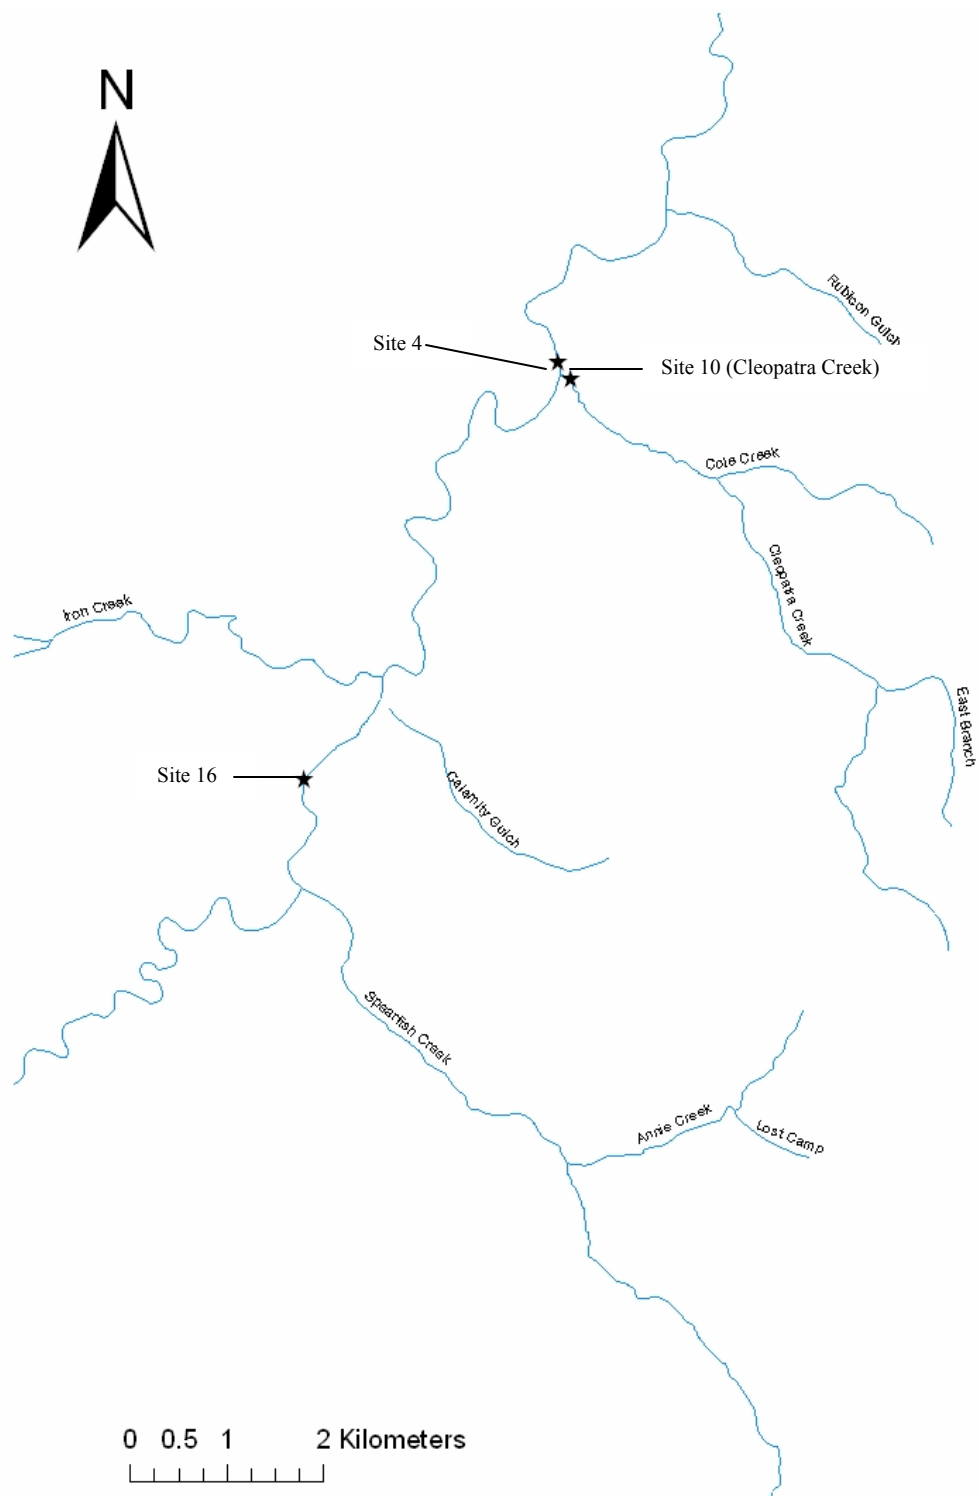 N
Rubicon Gulch
Site 4
Site 10 (Cleopatra Creek)
Cole Creek
Cleopatra Creek
Iron Creek
East Branch
Site 16
Calamity Gulch
Spearfish Creek
Annie Creek
Lost Camp
0 0.5 1 2 Kilometers